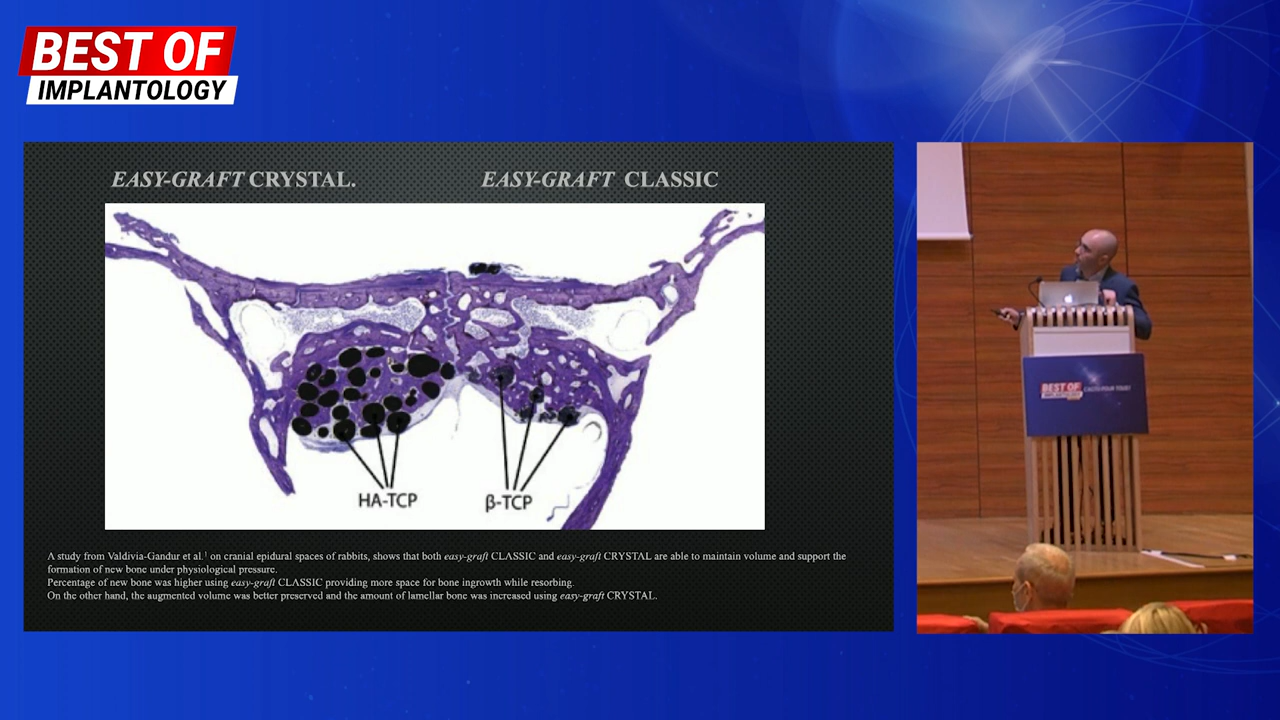 BEST OF
IMPLANTOLOGY
EASY-GRAFT CRYSTAL.
EASY-GRAFT CLASSIC
HA-TCP
β-TCP
A study from Valdivia-Gandur et al.¹ on cranial epidural spaces of rabbits, shows that both easy-graft CLASSIC and easy-graft CRYSTAL are able to maintain volume and support the
formation of new bone under physiological pressure.
Percentage of new bone was higher using easy-graft CLASSIC providing more space for bone ingrowth while resorbing.
On the other hand, the augmented volume was better preserved and the amount of lamellar bone was increased using easy-graft CRYSTAL.
BEST OF